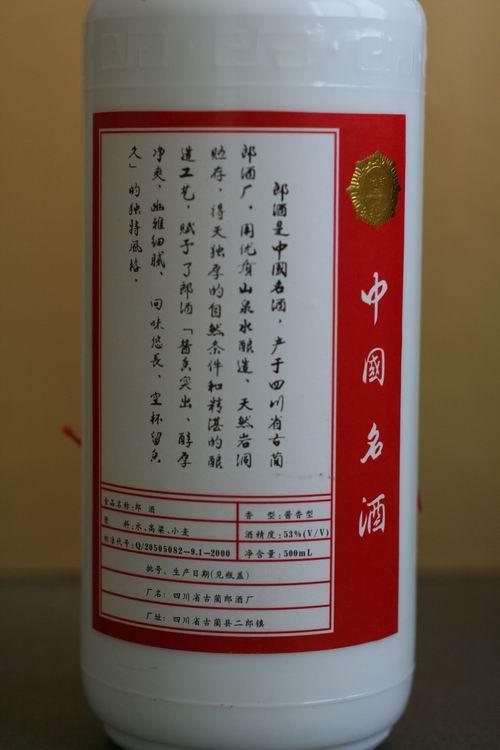 郎酒是中國名酒,产于四川省古蔺
郎酒厂,用优质山泉水酿造、天然岩洞
贮存,得天独厚的自然条件和精湛的酿
造工艺,赋予了郎酒「酱香突出、醇厚
净爽、幽雅细腻、回味悠長、空杯留香
久」的独特風格。
中國名酒
食品名称:郎 酒
香 型:酱香型
原 料:水、高粱、小麦
酒精度:53%(V/V)
标准代号:Q/20505082-9.1-2000
净含量:500mL
批号、生产日期(见瓶盖)
厂名:四川省古蔺郎酒厂
厂址:四川省古蔺县二郎镇